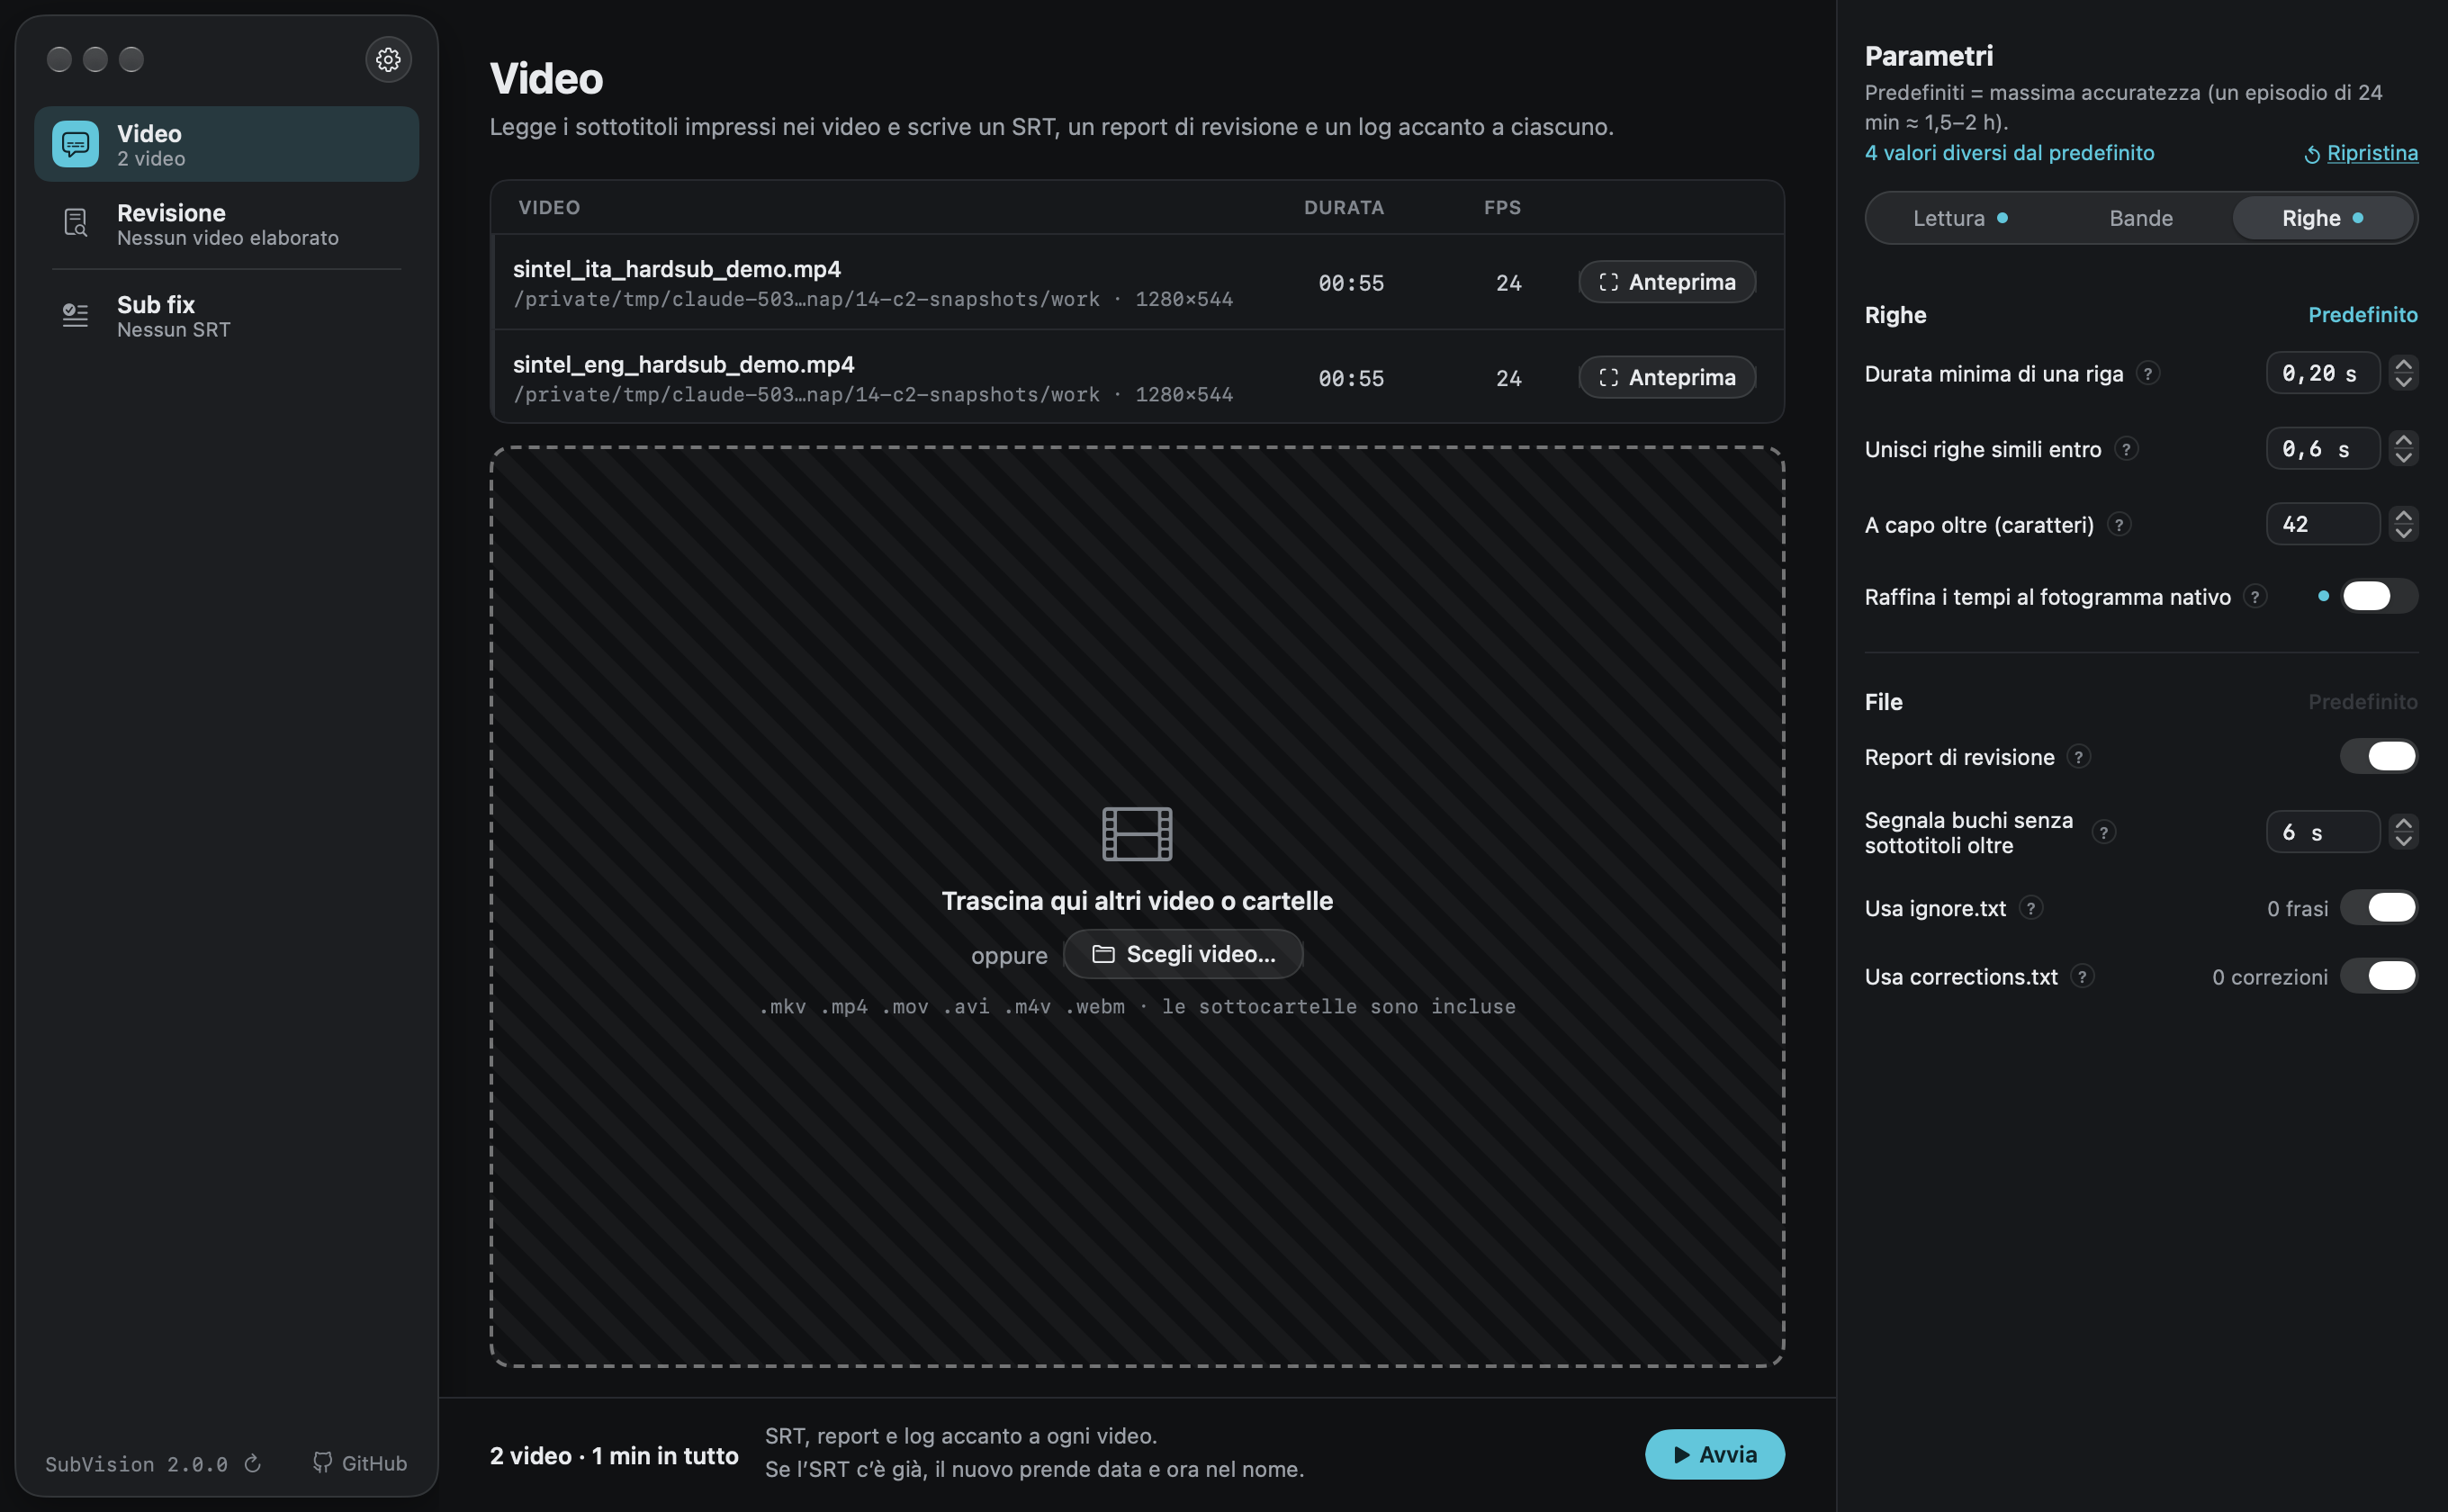 Video
2 video
Revisione
Nessun video elaborato
Sub fix
Nessun SRT
SubVision 2.0.0
GitHub
Video
Legge i sottotitoli impressi nei video e scrive un SRT, un report di revisione e un log accanto a ciascuno.
VIDEO DURATA FPS
sintel_ita_hardsub_demo.mp4
/private/tmp/claude-503…nap/14-c2-snapshots/work · 1280×544
00:55 24 Anteprima
sintel_eng_hardsub_demo.mp4
/private/tmp/claude-503…nap/14-c2-snapshots/work · 1280×544
00:55 24 Anteprima
Trascina qui altri video o cartelle
oppure Scegli video...
.mkv .mp4 .mov .avi .m4v .webm · le sottocartelle sono incluse
2 video · 1 min in tutto
SRT, report e log accanto a ogni video.
Se l’SRT c’è già, il nuovo prende data e ora nel nome.
Avvia
Parametri
Predefiniti = massima accuratezza (un episodio di 24
min ≈ 1,5–2 h).
4 valori diversi dal predefinito Ripristina
Lettura Bande Righe
Righe Predefinito
Durata minima di una riga ? 0,20 s
Unisci righe simili entro ? 0,6 s
A capo oltre (caratteri) ? 42
Raffina i tempi al fotogramma nativo ?
File Predefinito
Report di revisione ?
Segnala buchi senza
sottotitoli oltre ? 6 s
Usa ignore.txt ? 0 frasi
Usa corrections.txt ? 0 correzioni